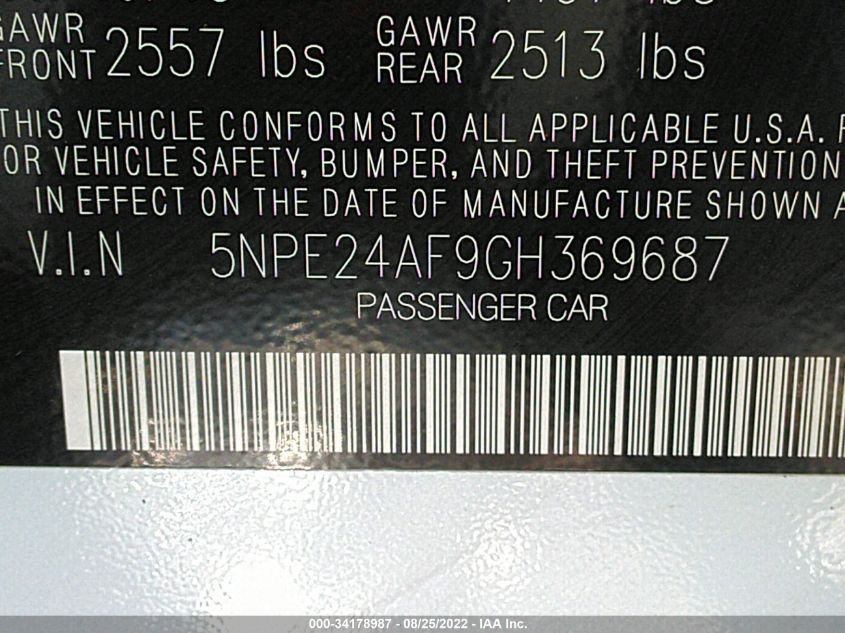 GAWR FRONT 2557 lbs GAWR REAR 2513 lbs
THIS VEHICLE CONFORMS TO ALL APPLICABLE U.S.A.
OR VEHICLE SAFETY, BUMPER, AND THEFT PREVENTION
IN EFFECT ON THE DATE OF MANUFACTURE SHOWN
V.I.N 5NPE24AF9GH369687
PASSENGER CAR
000-34178987 - 08/25/2022 - IAA Inc.